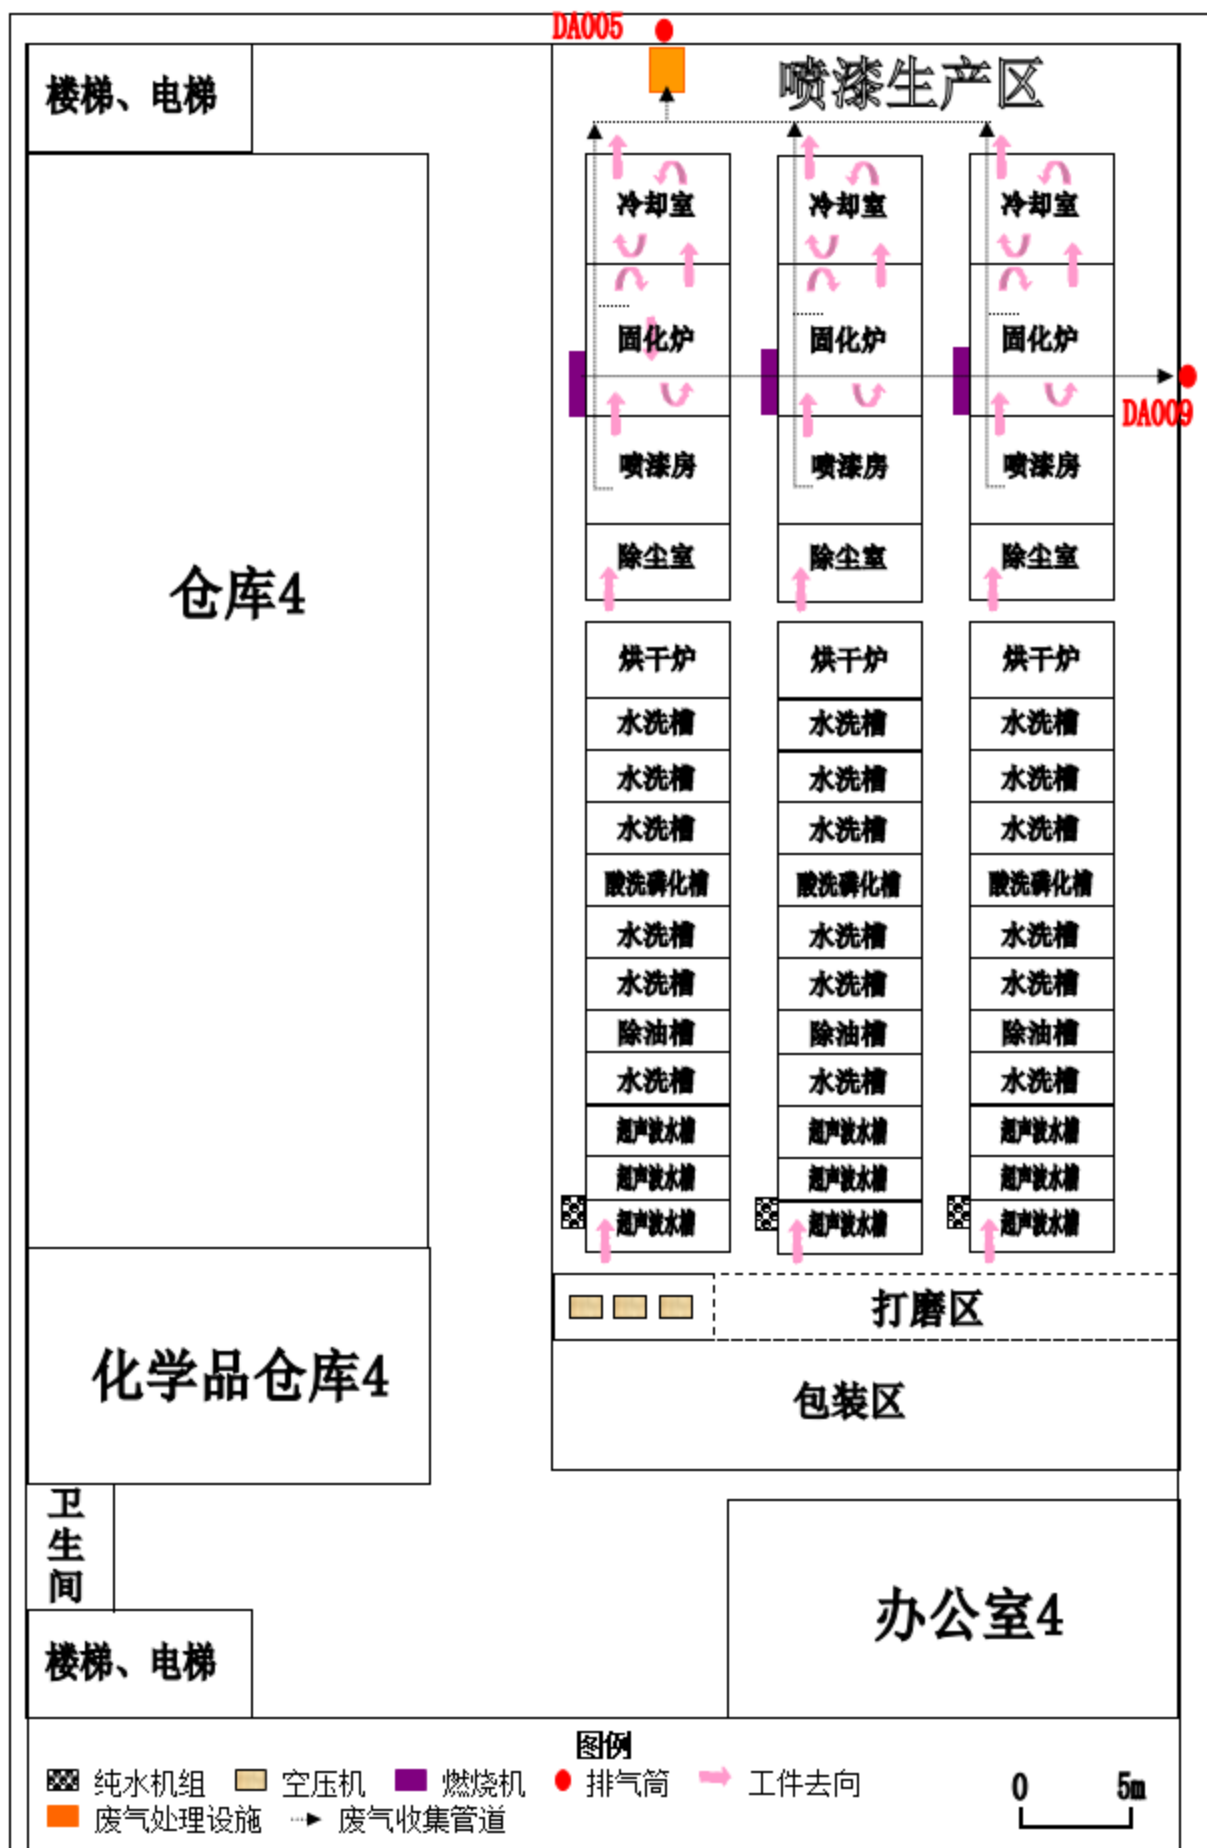 DA005
喷漆生产区
楼梯、电梯
冷却室 冷却室 冷却室
固化炉 固化炉 固化炉
DA009
喷漆房 喷漆房 喷漆房
除尘室 除尘室 除尘室
仓库4
烘干炉 烘干炉 烘干炉
水洗槽 水洗槽 水洗槽
水洗槽 水洗槽 水洗槽
水洗槽 水洗槽 水洗槽
酸洗磷化槽 酸洗磷化槽 酸洗磷化槽
水洗槽 水洗槽 水洗槽
水洗槽 水洗槽 水洗槽
除油槽 除油槽 除油槽
水洗槽 水洗槽 水洗槽
超声波水槽 超声波水槽 超声波水槽
超声波水槽 超声波水槽 超声波水槽
超声波水槽 超声波水槽 超声波水槽
打磨区
化学品仓库4
包装区
卫
生
间
办公室4
楼梯、电梯
图例
纯水机组 空压机 燃烧机 排气筒 工件去向 0 5m
废气处理设施 废气收集管道